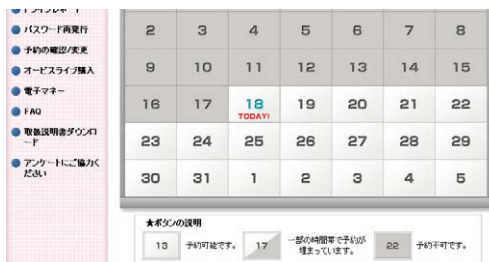 パスワード再発行
予約の確認/変更
オービスライブ購入
電子マネー
FAQ
取扱説明書ダウンロ
ード
アンケートにご協力く
ださい
2 3 4 5 6 7 8
9 10 11 12 13 14 15
16 17 18 19 20 21 22
TODAY!
23 24 25 26 27 28 29
30 31 1 2 3 4 5
★ボタンの説明
13 予約可能です。 17 一部の時間帯で予約が
埋まっています。 22 予約不可です。